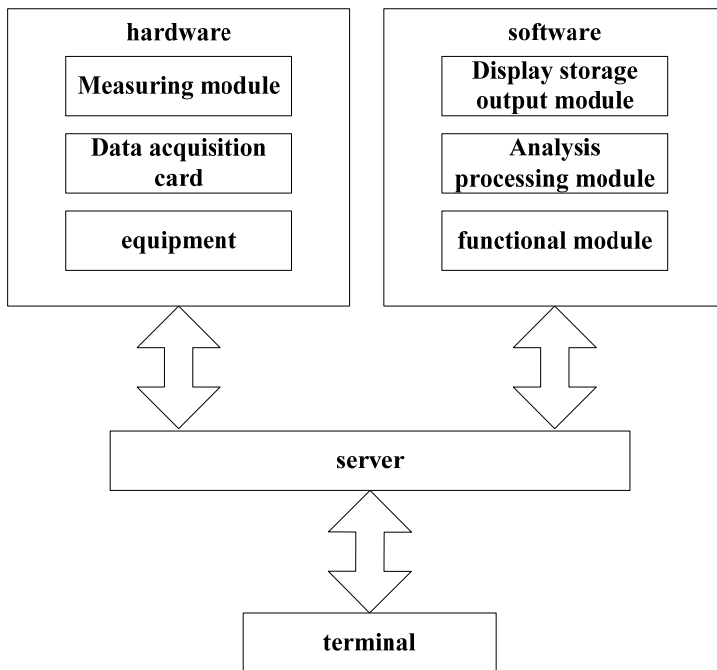 hardware
Measuring module
Data acquisition
card
equipment
software
Display storage
output module
Analysis
processing module
functional module
server
terminal